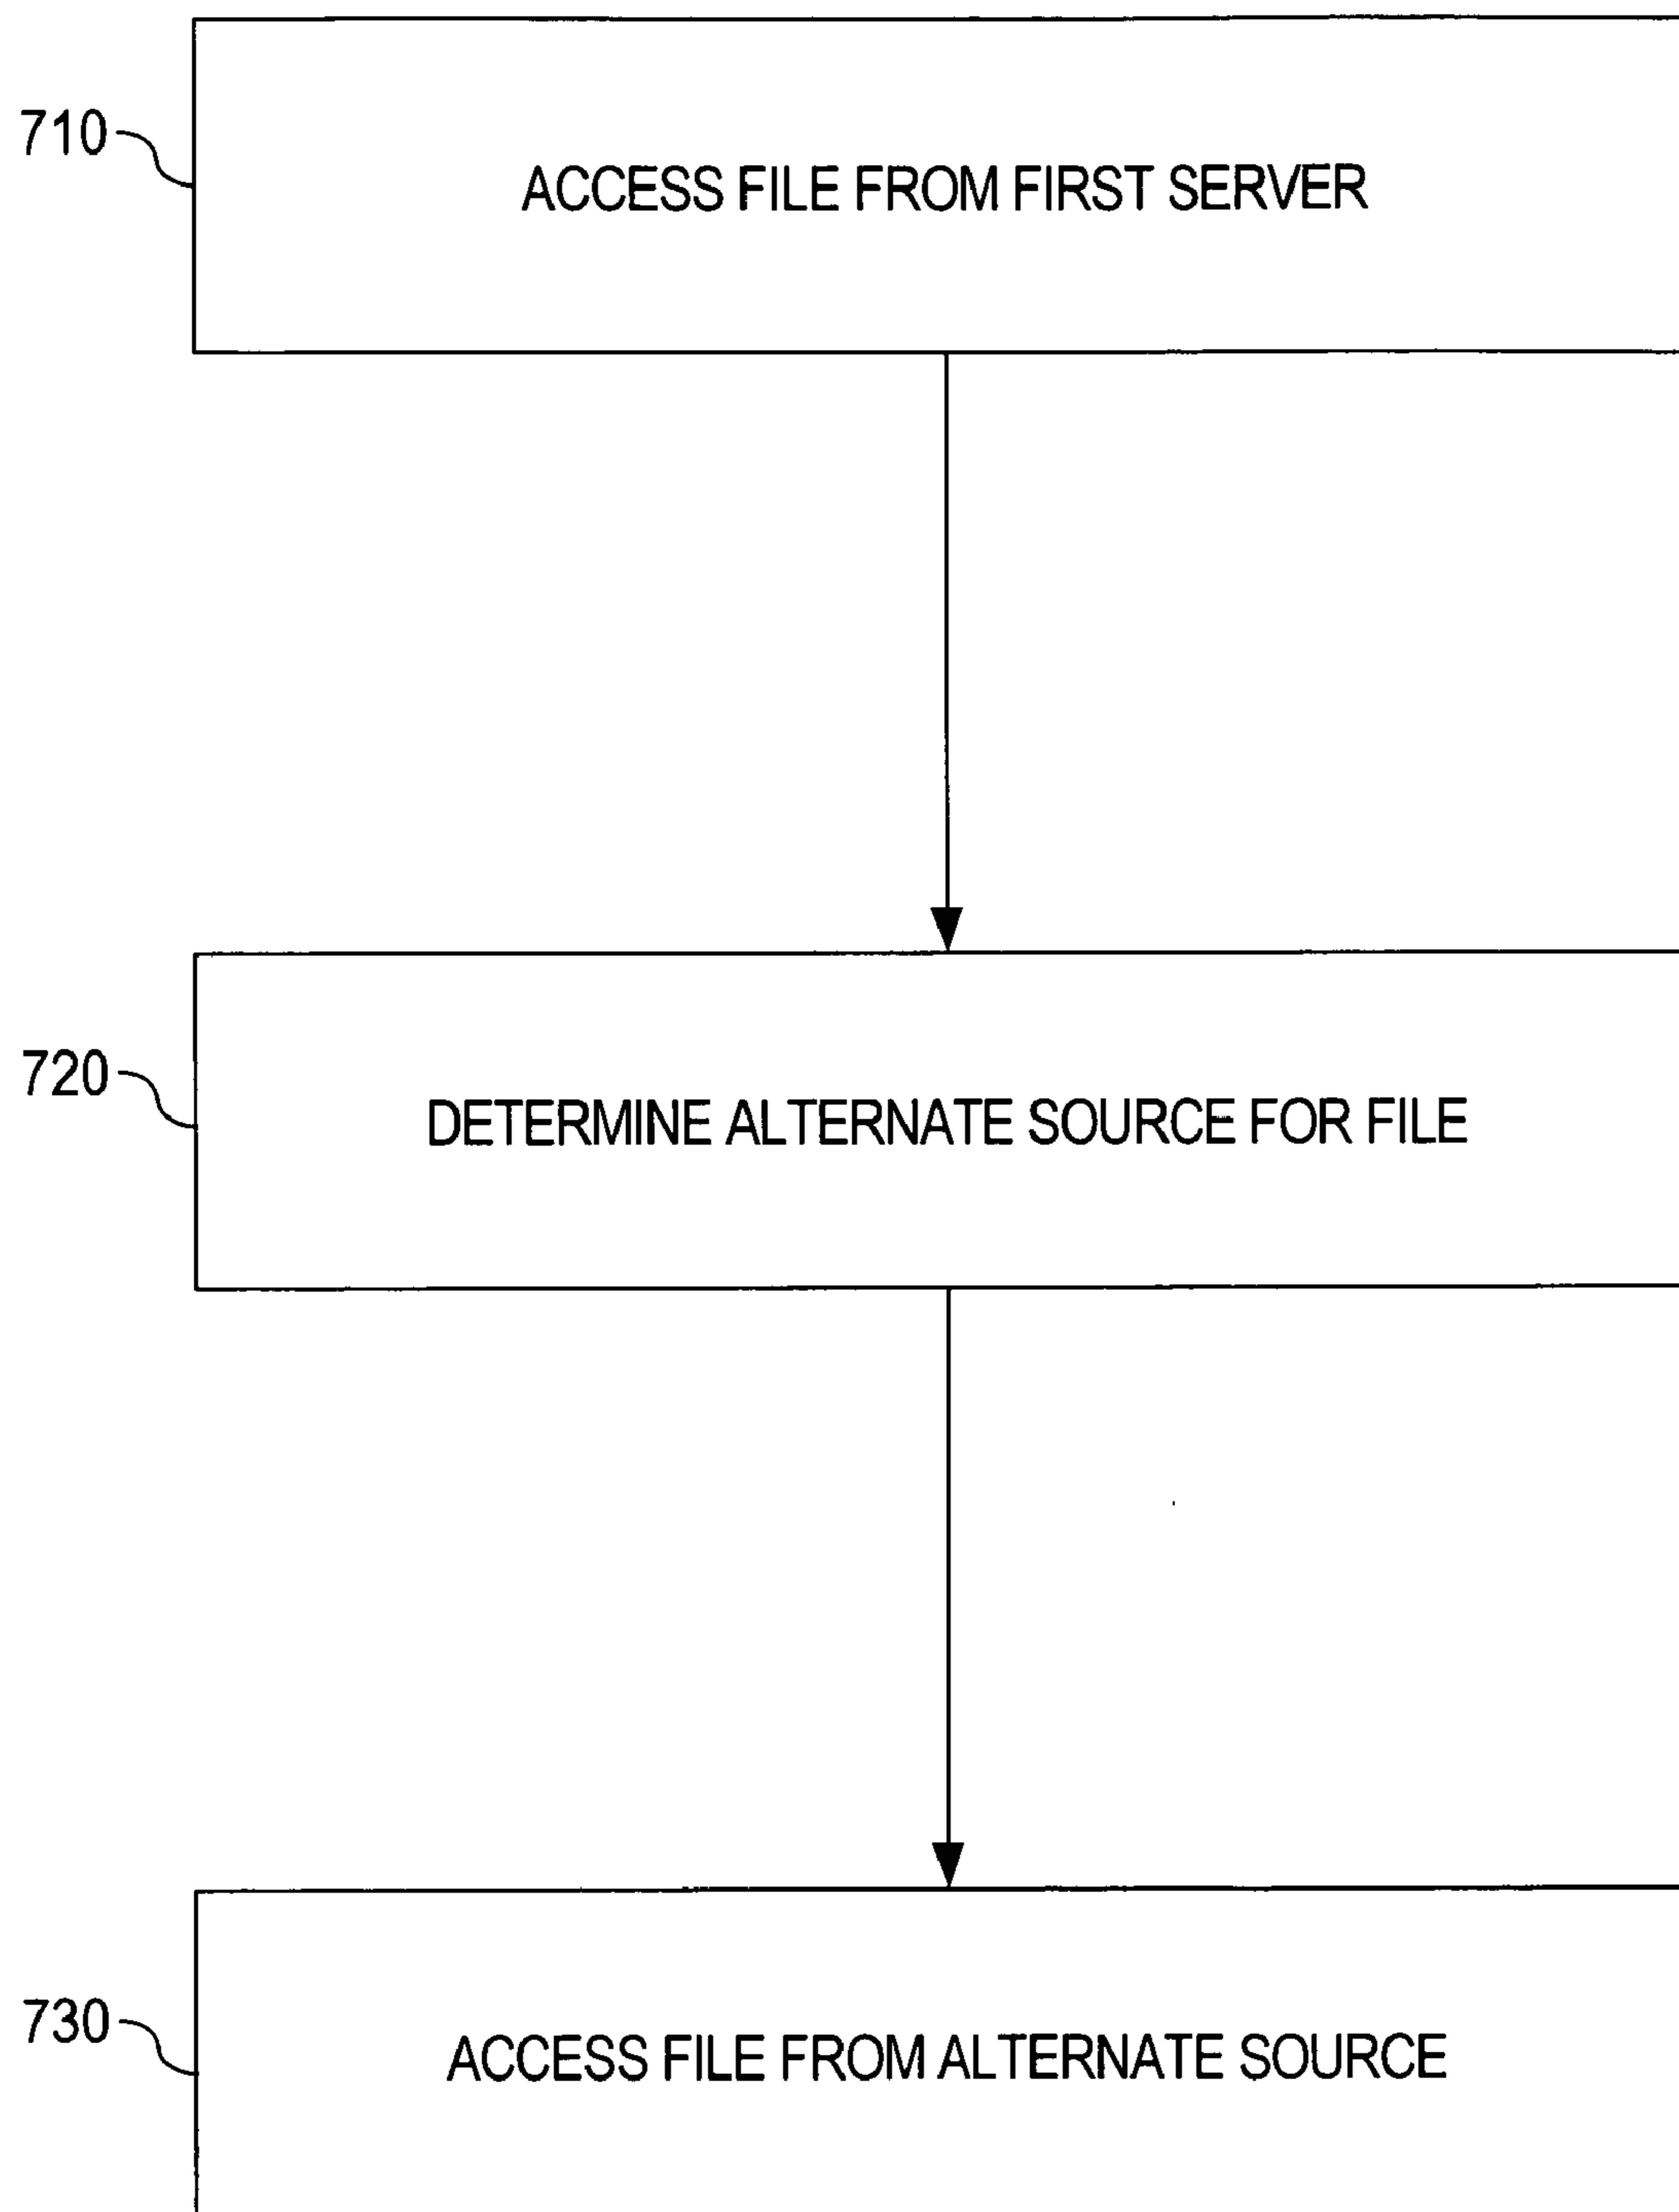 710
ACCESS FILE FROM FIRST SERVER
720
DETERMINE ALTERNATE SOURCE FOR FILE
730
ACCESS FILE FROM ALTERNATE SOURCE